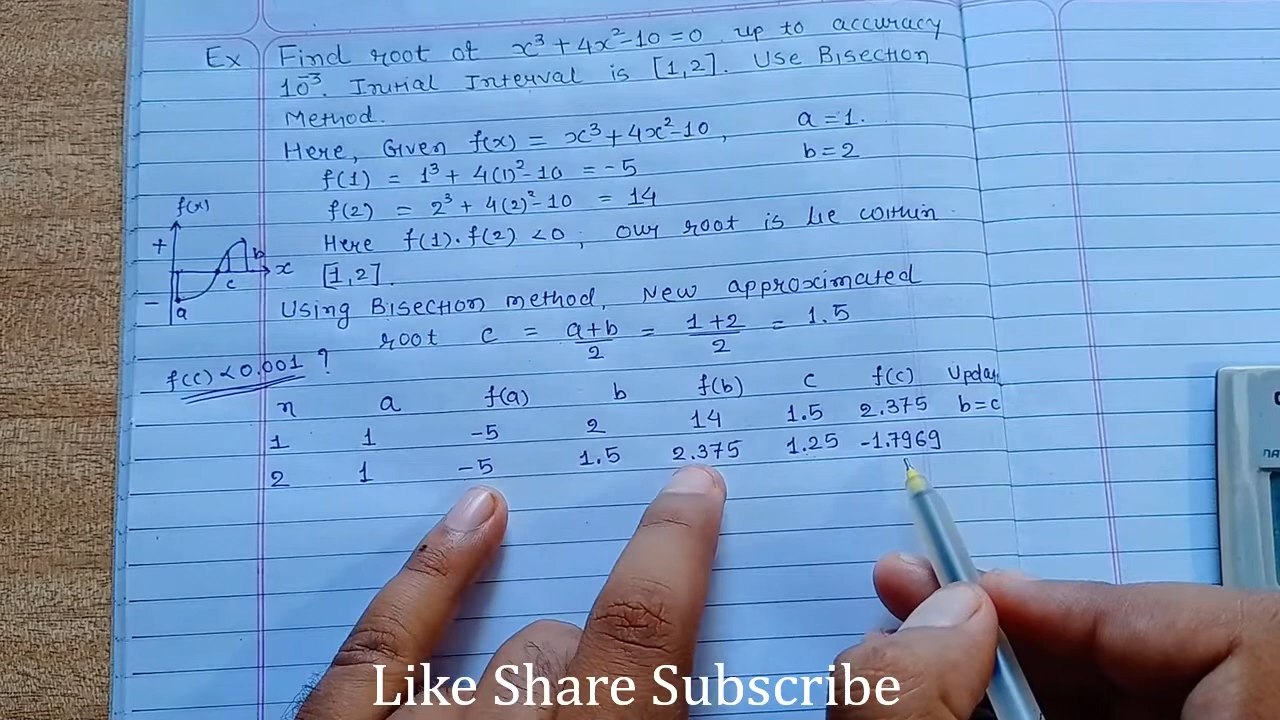 Ex Find root of x³ + 4x² - 10 = 0 up to accuracy
10⁻³. Initial Interval is [1,2]. Use Bisection
Method.
Here, Given f(x) = x³ + 4x² - 10, a = 1.
b = 2
f(1) = 1³ + 4(1)² - 10 = -5
f(2) = 2³ + 4(2)² - 10 = 14
Here f(1).f(2) < 0, our root is lie within
[1,2].
f(x)
+
-
a
b
c
x
Using Bisection method, New approximated
root c = a+b/2 = 1+2/2 = 1.5
f(c) < 0.001 ?
n a f(a) b f(b) c f(c) Updat
1 1 -5 2 14 1.5 2.375 b=c
2 1 -5 1.5 2.375 1.25 -1.7969
Like Share Subscribe